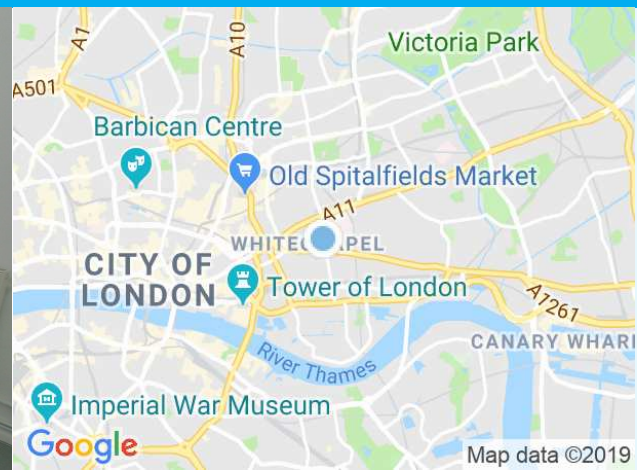 A1
A10
Victoria Park
A501
Barbican Centre
Old Spitalfields Market
A11
WHITECHAPEL
CITY OF
LONDON
Tower of London
A1261
CANARY WHARF
River Thames
Imperial War Museum
Google
Map data ©2019